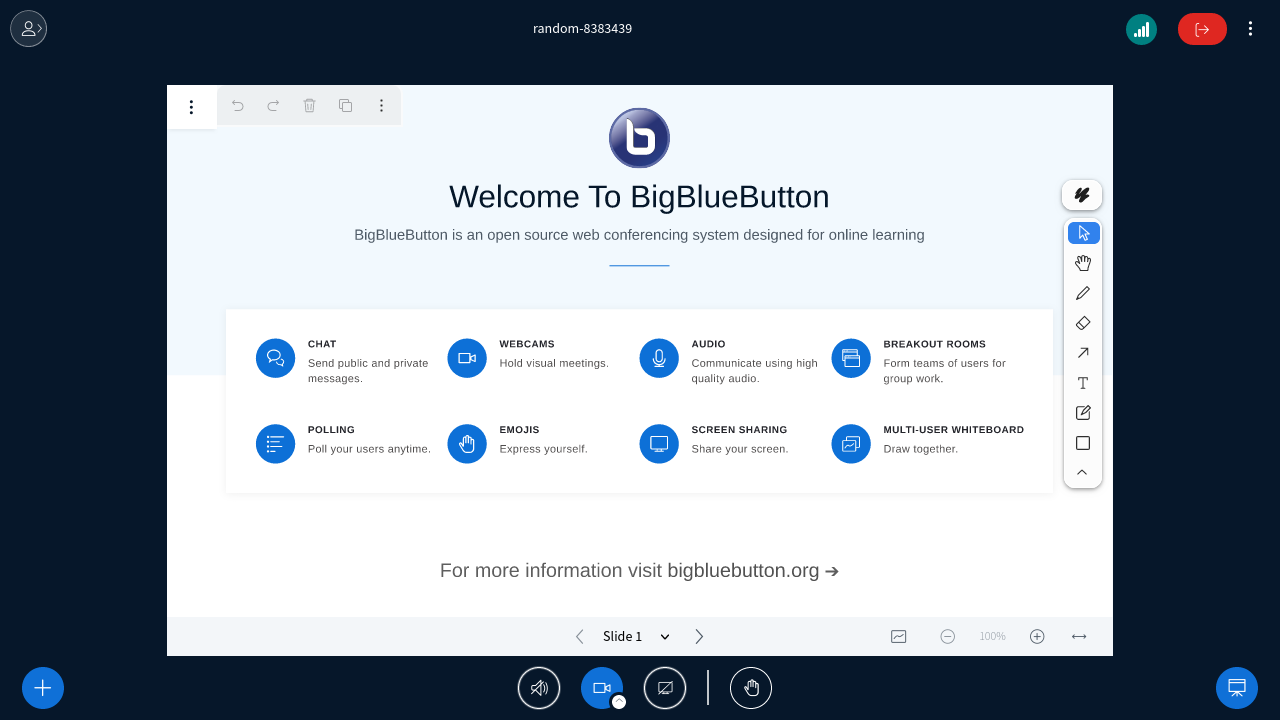 random-8383439
Welcome To BigBlueButton
BigBlueButton is an open source web conferencing system designed for online learning
CHAT
Send public and private
messages.
WEBCAMS
Hold visual meetings.
AUDIO
Communicate using high
quality audio.
BREAKOUT ROOMS
Form teams of users for
group work.
POLLING
Poll your users anytime.
EMOJIS
Express yourself.
SCREEN SHARING
Share your screen.
MULTI-USER WHITEBOARD
Draw together.
For more information visit bigbluebutton.org ➔
Slide 1
100%